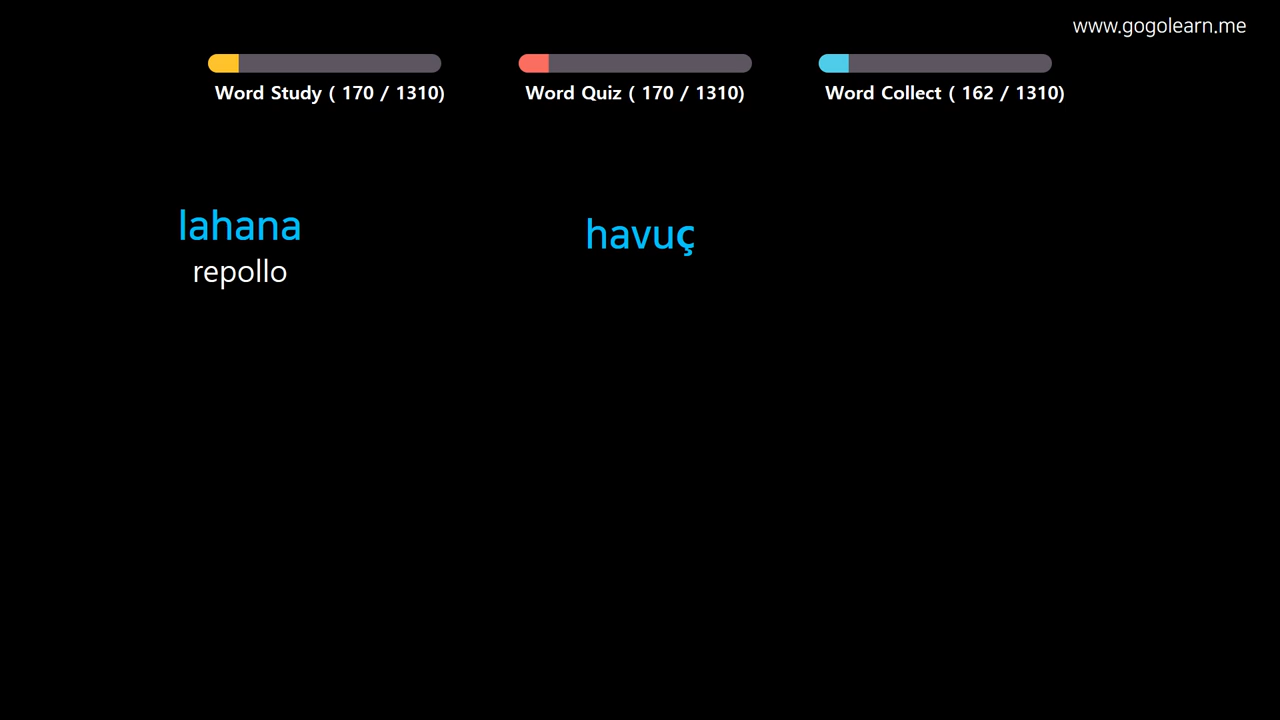 www.gogolearn.me
Word Study ( 170 / 1310)
Word Quiz ( 170 / 1310)
Word Collect ( 162 / 1310)
lahana
repollo
havuç